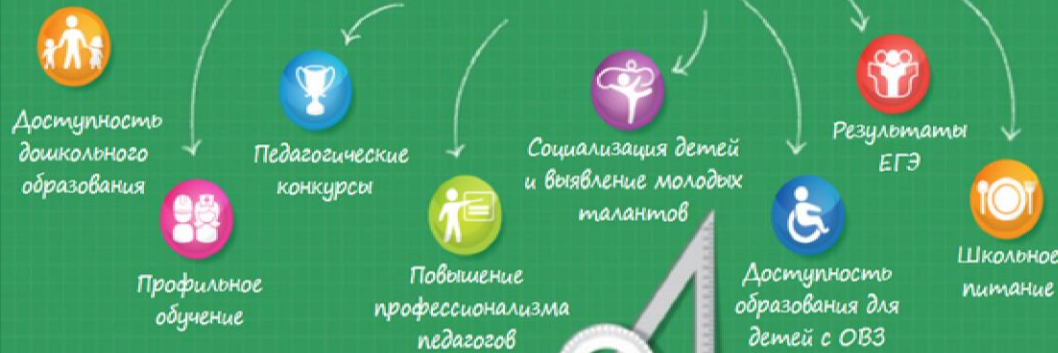 Доступность
дошкольного
образования
Профильное
обучение
Педагогические
конкурсы
Повышение
профессионализма
педагогов
Социализация детей
и выявление молодых
талантов
Доступность
образования для
детей с ОВЗ
Результаты
ЕГЭ
Школьное
питание